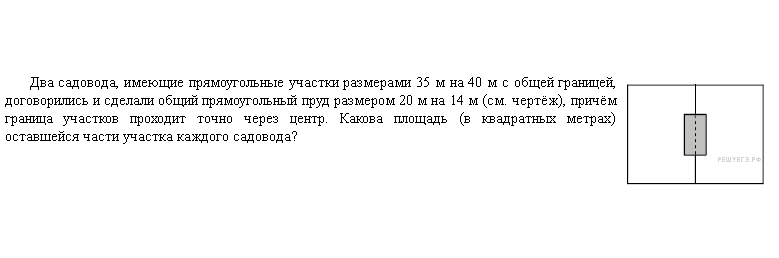 Два садовода, имеющие прямоугольные участки размерами 35 м на 40 м с общей границей,
договорились и сделали общий прямоугольный пруд размером 20 м на 14 м (см. чертёж), причём
граница участков проходит точно через центр. Какова площадь (в квадратных метрах)
оставшейся части участка каждого садовода?
РЕШУЕГЭ.РФ